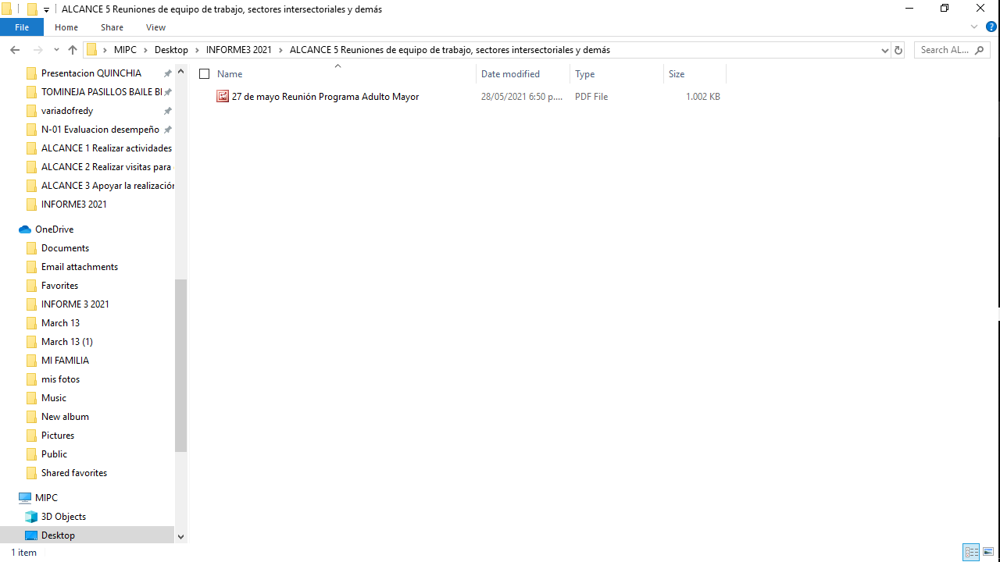 ALCANCE 5 Reuniones de equipo de trabajo, sectores intersectoriales y demás
File Home Share View
MIPC Desktop INFORME3 2021 ALCANCE 5 Reuniones de equipo de trabajo, sectores intersectoriales y demás Search AL...
Presentacion QUINCHIA
TOMINEJA PASILLOS BAILE BI
variadofredy
N-01 Evaluacion desempeño
ALCANCE 1 Realizar actividades
ALCANCE 2 Realizar visitas para
ALCANCE 3 Apoyar la realización
INFORME3 2021
OneDrive
Documents
Email attachments
Favorites
INFORME 3 2021
March 13
March 13 (1)
MI FAMILIA
mis fotos
Music
New album
Pictures
Public
Shared favorites
MIPC
3D Objects
Desktop
Name Date modified Type Size
27 de mayo Reunión Programa Adulto Mayor 28/05/2021 6:50 p.... PDF File 1.002 KB
1 item